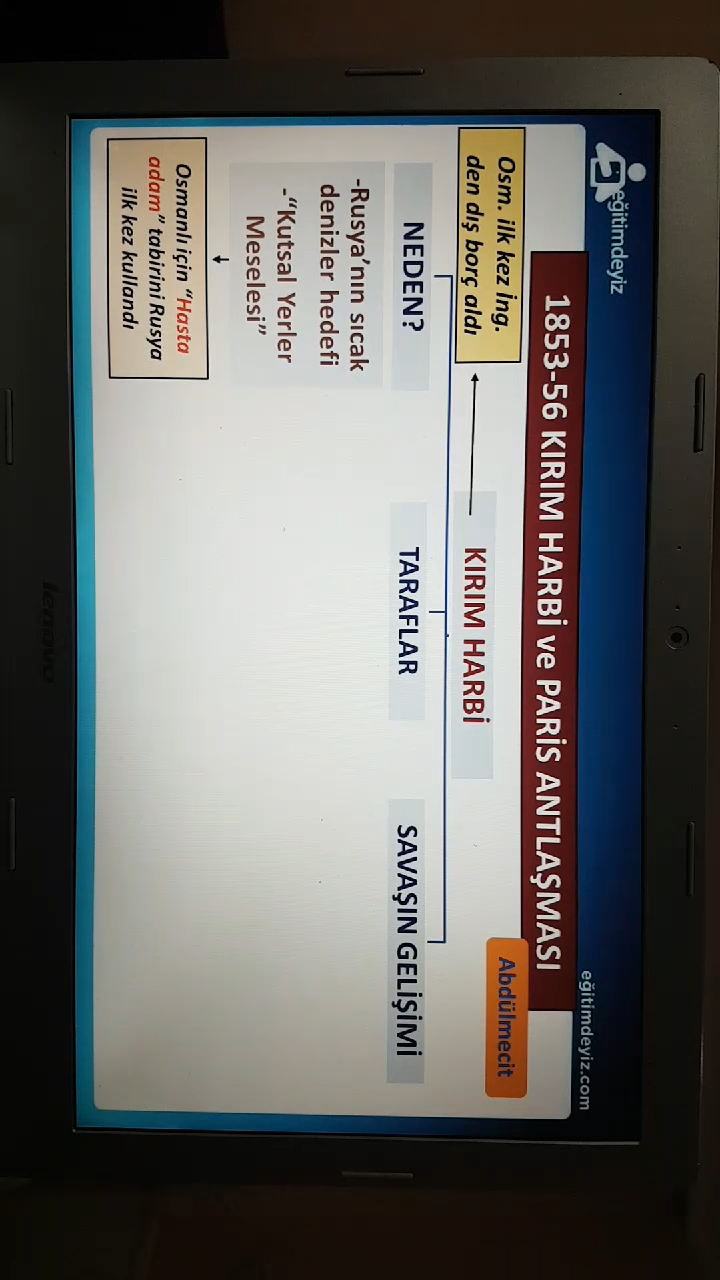 eğitimdeyiz
eğitimdeyiz.com
1853-56 KIRIM HARBİ ve PARİS ANTLAŞMASI
Abdülmecit
Osm. ilk kez İng.
den dış borç aldı
KIRIM HARBİ
NEDEN?
TARAFLAR
SAVAŞIN GELİŞİMİ
-Rusya’nın sıcak
denizler hedefi
-“Kutsal Yerler
Meselesi”
Osmanlı için “Hasta
adam” tabirini Rusya
ilk kez kullandı
lenovo